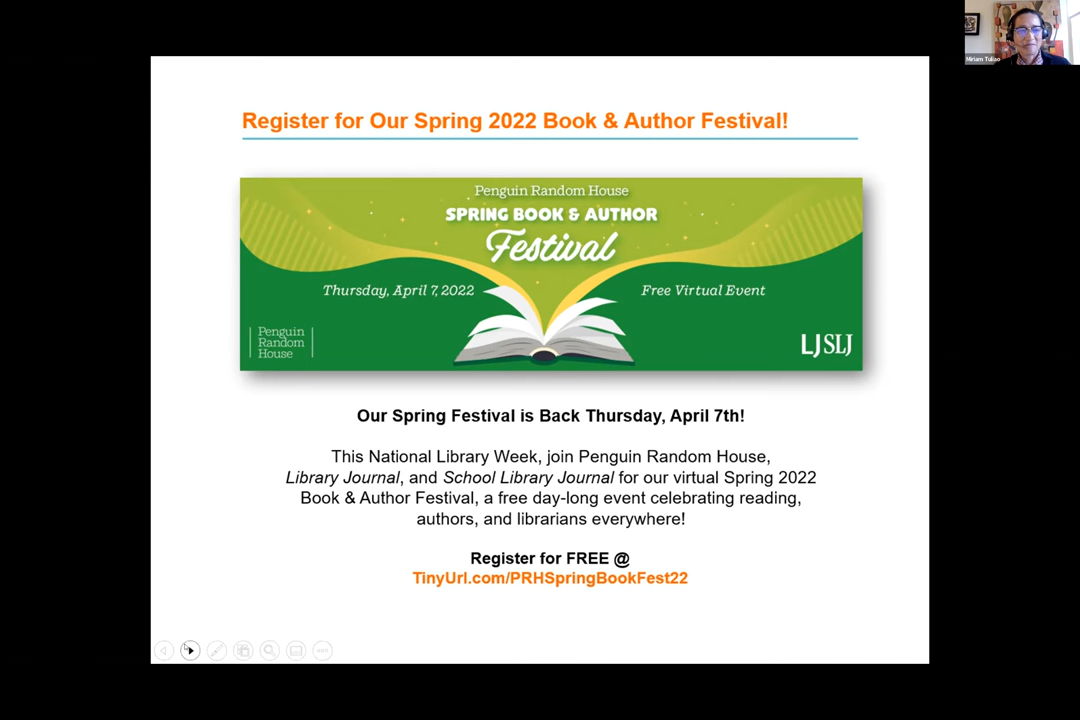 Miriam Tuliao
Register for Our Spring 2022 Book & Author Festival!
Penguin Random House
SPRING BOOK & AUTHOR
Festival
Thursday, April 7, 2022
Free Virtual Event
Penguin
Random
House
LJ SLJ
Our Spring Festival is Back Thursday, April 7th!
This National Library Week, join Penguin Random House,
Library Journal, and School Library Journal for our virtual Spring 2022
Book & Author Festival, a free day-long event celebrating reading,
authors, and librarians everywhere!
Register for FREE @
TinyUrl.com/PRHSpringBookFest22